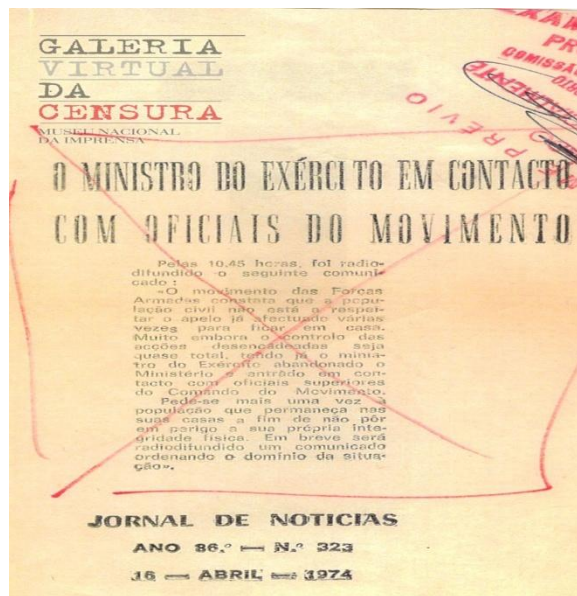 GALERIA
VIRTUAL
DA
CENSURA
MUSEU NACIONAL
DA IMPRENSA
PRÉVIO
O MINISTRO DO EXÉRCITO EM CONTACTO
COM OFICIAIS DO MOVIMENTO
Pelas 10,45 horas, foi radio-
difundido o seguinte comuni-
cado:
«O movimento das Forças
Armadas constata que a popu-
lação civil não está a respei-
tar o apelo já efectuado várias
vezes para ficar em casa.
Muito embora o controlo das
acções desencadeadas seja
quase total, tendo já o minis-
tro do Exército abandonado o
Ministério e entrado em con-
tacto com oficiais superiores
do Comando do Movimento.
Pede-se mais uma vez à
população que permaneça nas
suas casas a fim de não pôr
em perigo a sua própria inte-
gridade física. Em breve será
radiodifundido um comunicado
ordenando o domínio da situa-
ção».
JORNAL DE NOTICIAS
ANO 86.º — N.º 323
16 — ABRIL — 1974